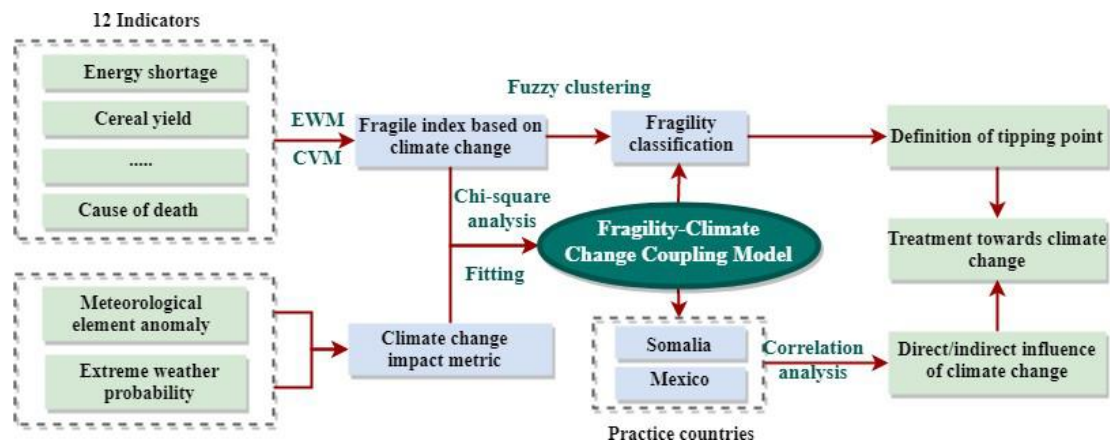 12 Indicators
Energy shortage
Cereal yield
.....
Cause of death
EWM
CVM
Fragile index based on
climate change
Fuzzy clustering
Fragility
classification
Definition of tipping point
Chi-square
analysis
Fitting
Fragility-Climate
Change Coupling Model
Treatment towards climate
change
Meteorological
element anomaly
Extreme weather
probability
Climate change
impact metric
Somalia
Mexico
Practice countries
Correlation
analysis
Direct/indirect influence
of climate change